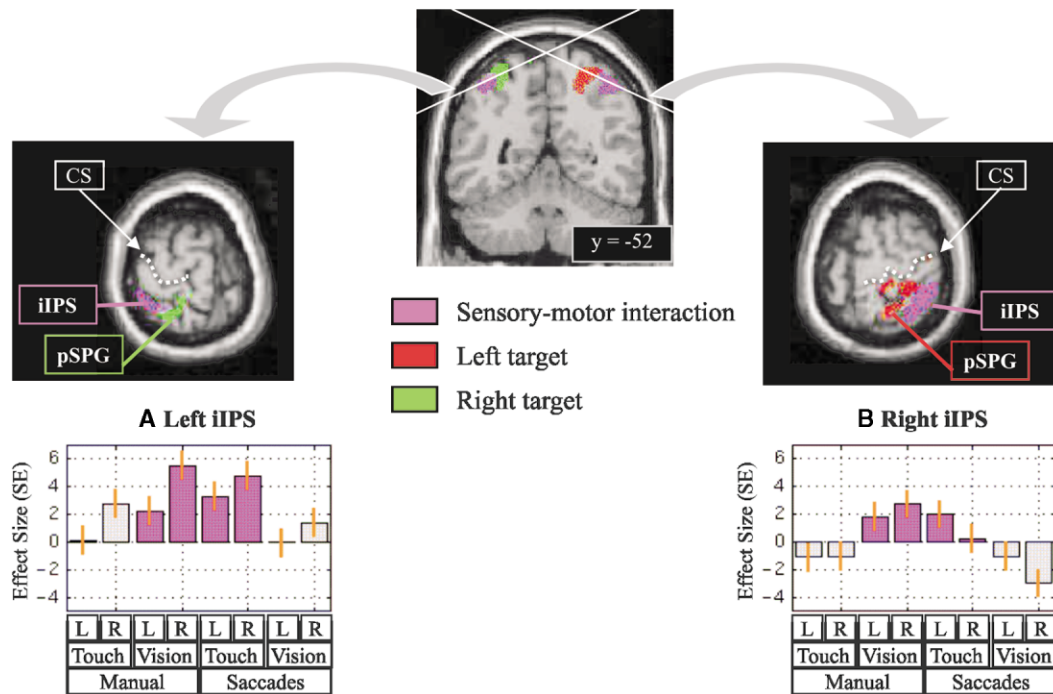 y = -52
CS
iIPS
pSPG
CS
iIPS
pSPG
Sensory-motor interaction
Left target
Right target
A Left iIPS
Effect Size (SE)
6
4
2
0
-2
-4
L R L R L R L R
Touch Vision Touch Vision
Manual Saccades
B Right iIPS
Effect Size (SE)
6
4
2
0
-2
-4
L R L R L R L R
Touch Vision Touch Vision
Manual Saccades